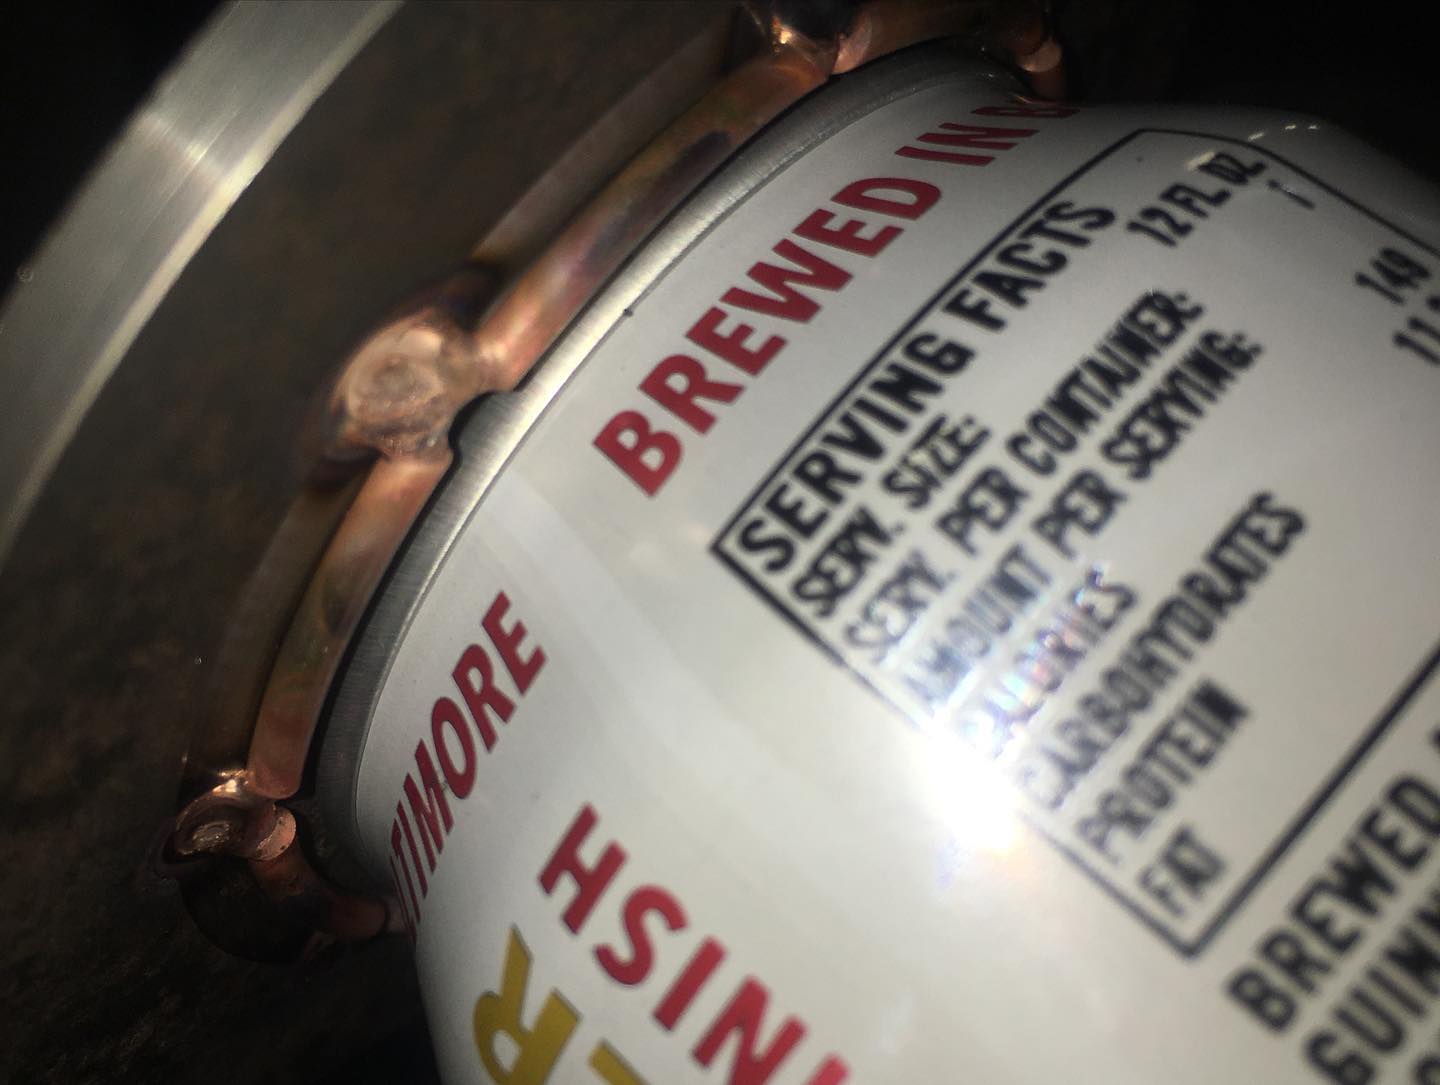 BREWED IN
SERVING FACTS
SERV. SIZE: 12 FL OZ
SERV. PER CONTAINER: 1
AMOUNT PER SERVING:
CALORIES 149
CARBOHYDRATES
PROTEIN
FAT
BREWED
TIMORE
NISH